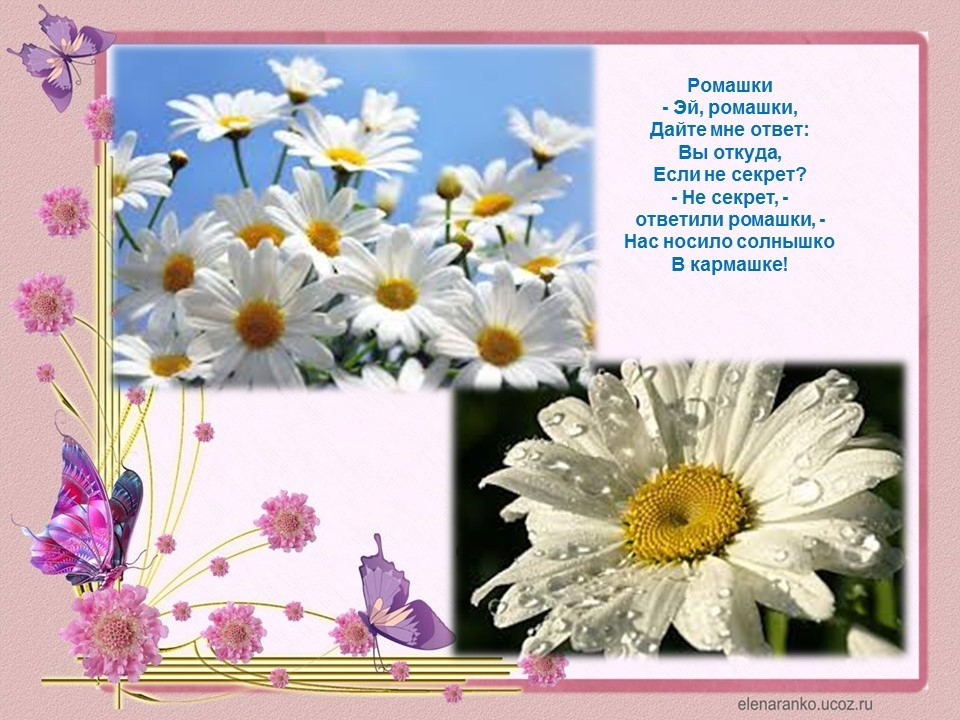 Ромашки
- Эй, ромашки,
Дайте мне ответ:
Вы откуда,
Если не секрет?
- Не секрет, -
ответили ромашки, -
Нас носило солнышко
В кармашке!
elenaranko.ucoz.ru